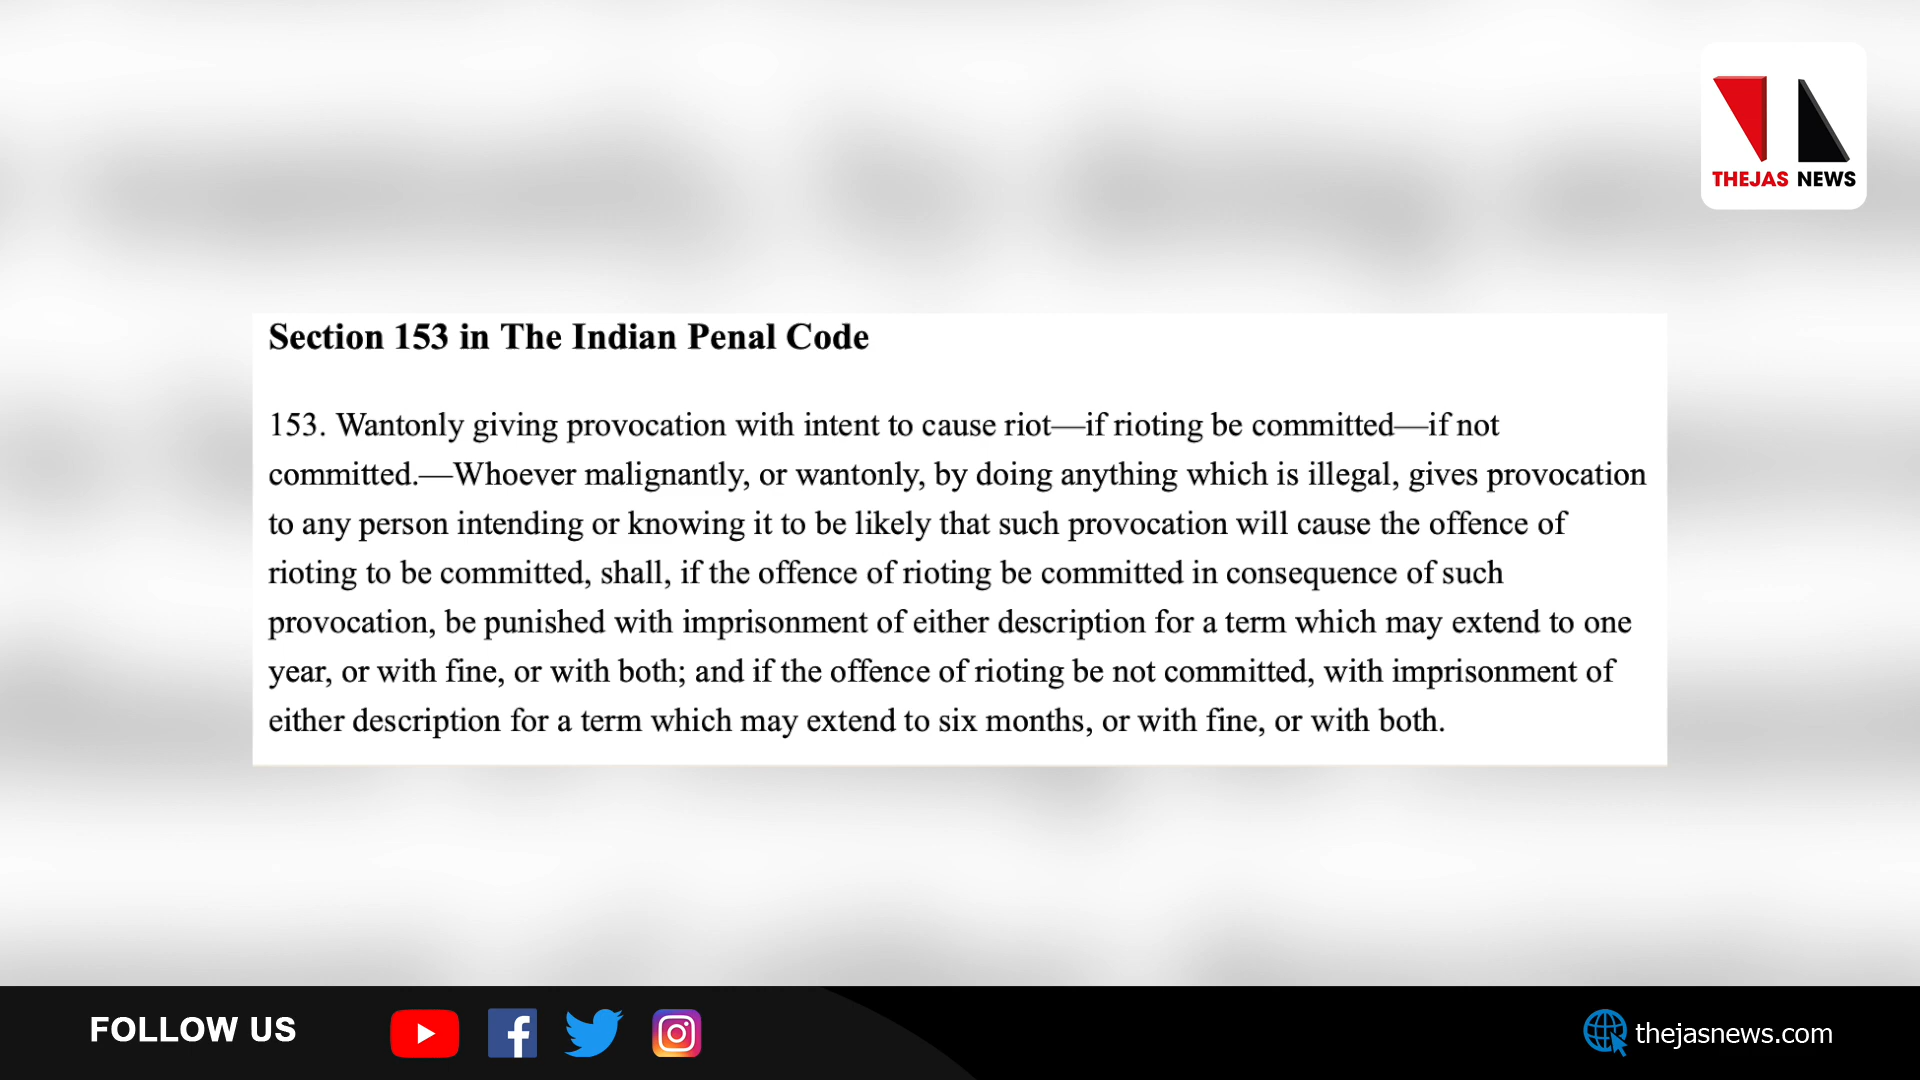 THEJAS NEWS
Section 153 in The Indian Penal Code
153. Wantonly giving provocation with intent to cause riot—if rioting be committed—if not
committed.—Whoever malignantly, or wantonly, by doing anything which is illegal, gives provocation
to any person intending or knowing it to be likely that such provocation will cause the offence of
rioting to be committed, shall, if the offence of rioting be committed in consequence of such
provocation, be punished with imprisonment of either description for a term which may extend to one
year, or with fine, or with both; and if the offence of rioting be not committed, with imprisonment of
either description for a term which may extend to six months, or with fine, or with both.
FOLLOW US
thejasnews.com